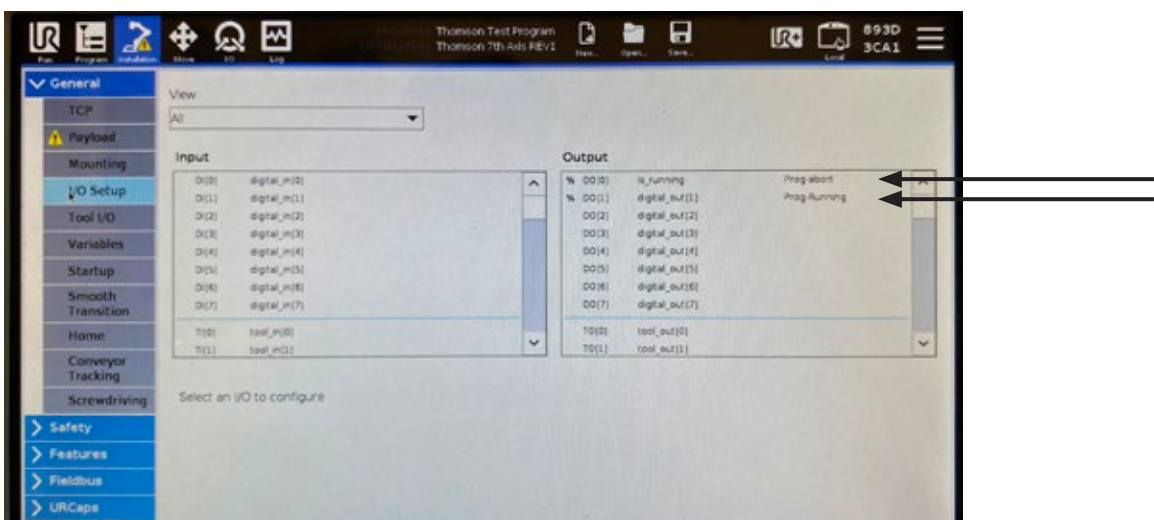 Thomson Test Program
Thomson 7th Axis REV1
UR
UR+
893D
3CA1
Run Program Installation Move I/O Log New... Open... Save... Local
General
TCP
Payload
Mounting
I/O Setup
Tool I/O
Variables
Startup
Smooth
Transition
Home
Conveyor
Tracking
Screwdriving
Safety
Features
Fieldbus
URCaps
View
All
Input
DI[0] digital_in[0]
DI[1] digital_in[1]
DI[2] digital_in[2]
DI[3] digital_in[3]
DI[4] digital_in[4]
DI[5] digital_in[5]
DI[6] digital_in[6]
DI[7] digital_in[7]
TI[0] tool_in[0]
TI[1] tool_in[1]
Output
% DO[0] is_running Prog-abort
% DO[1] digital_out[1] Prog-Running
DO[2] digital_out[2]
DO[3] digital_out[3]
DO[4] digital_out[4]
DO[5] digital_out[5]
DO[6] digital_out[6]
DO[7] digital_out[7]
TO[0] tool_out[0]
TO[1] tool_out[1]
Select an I/O to configure